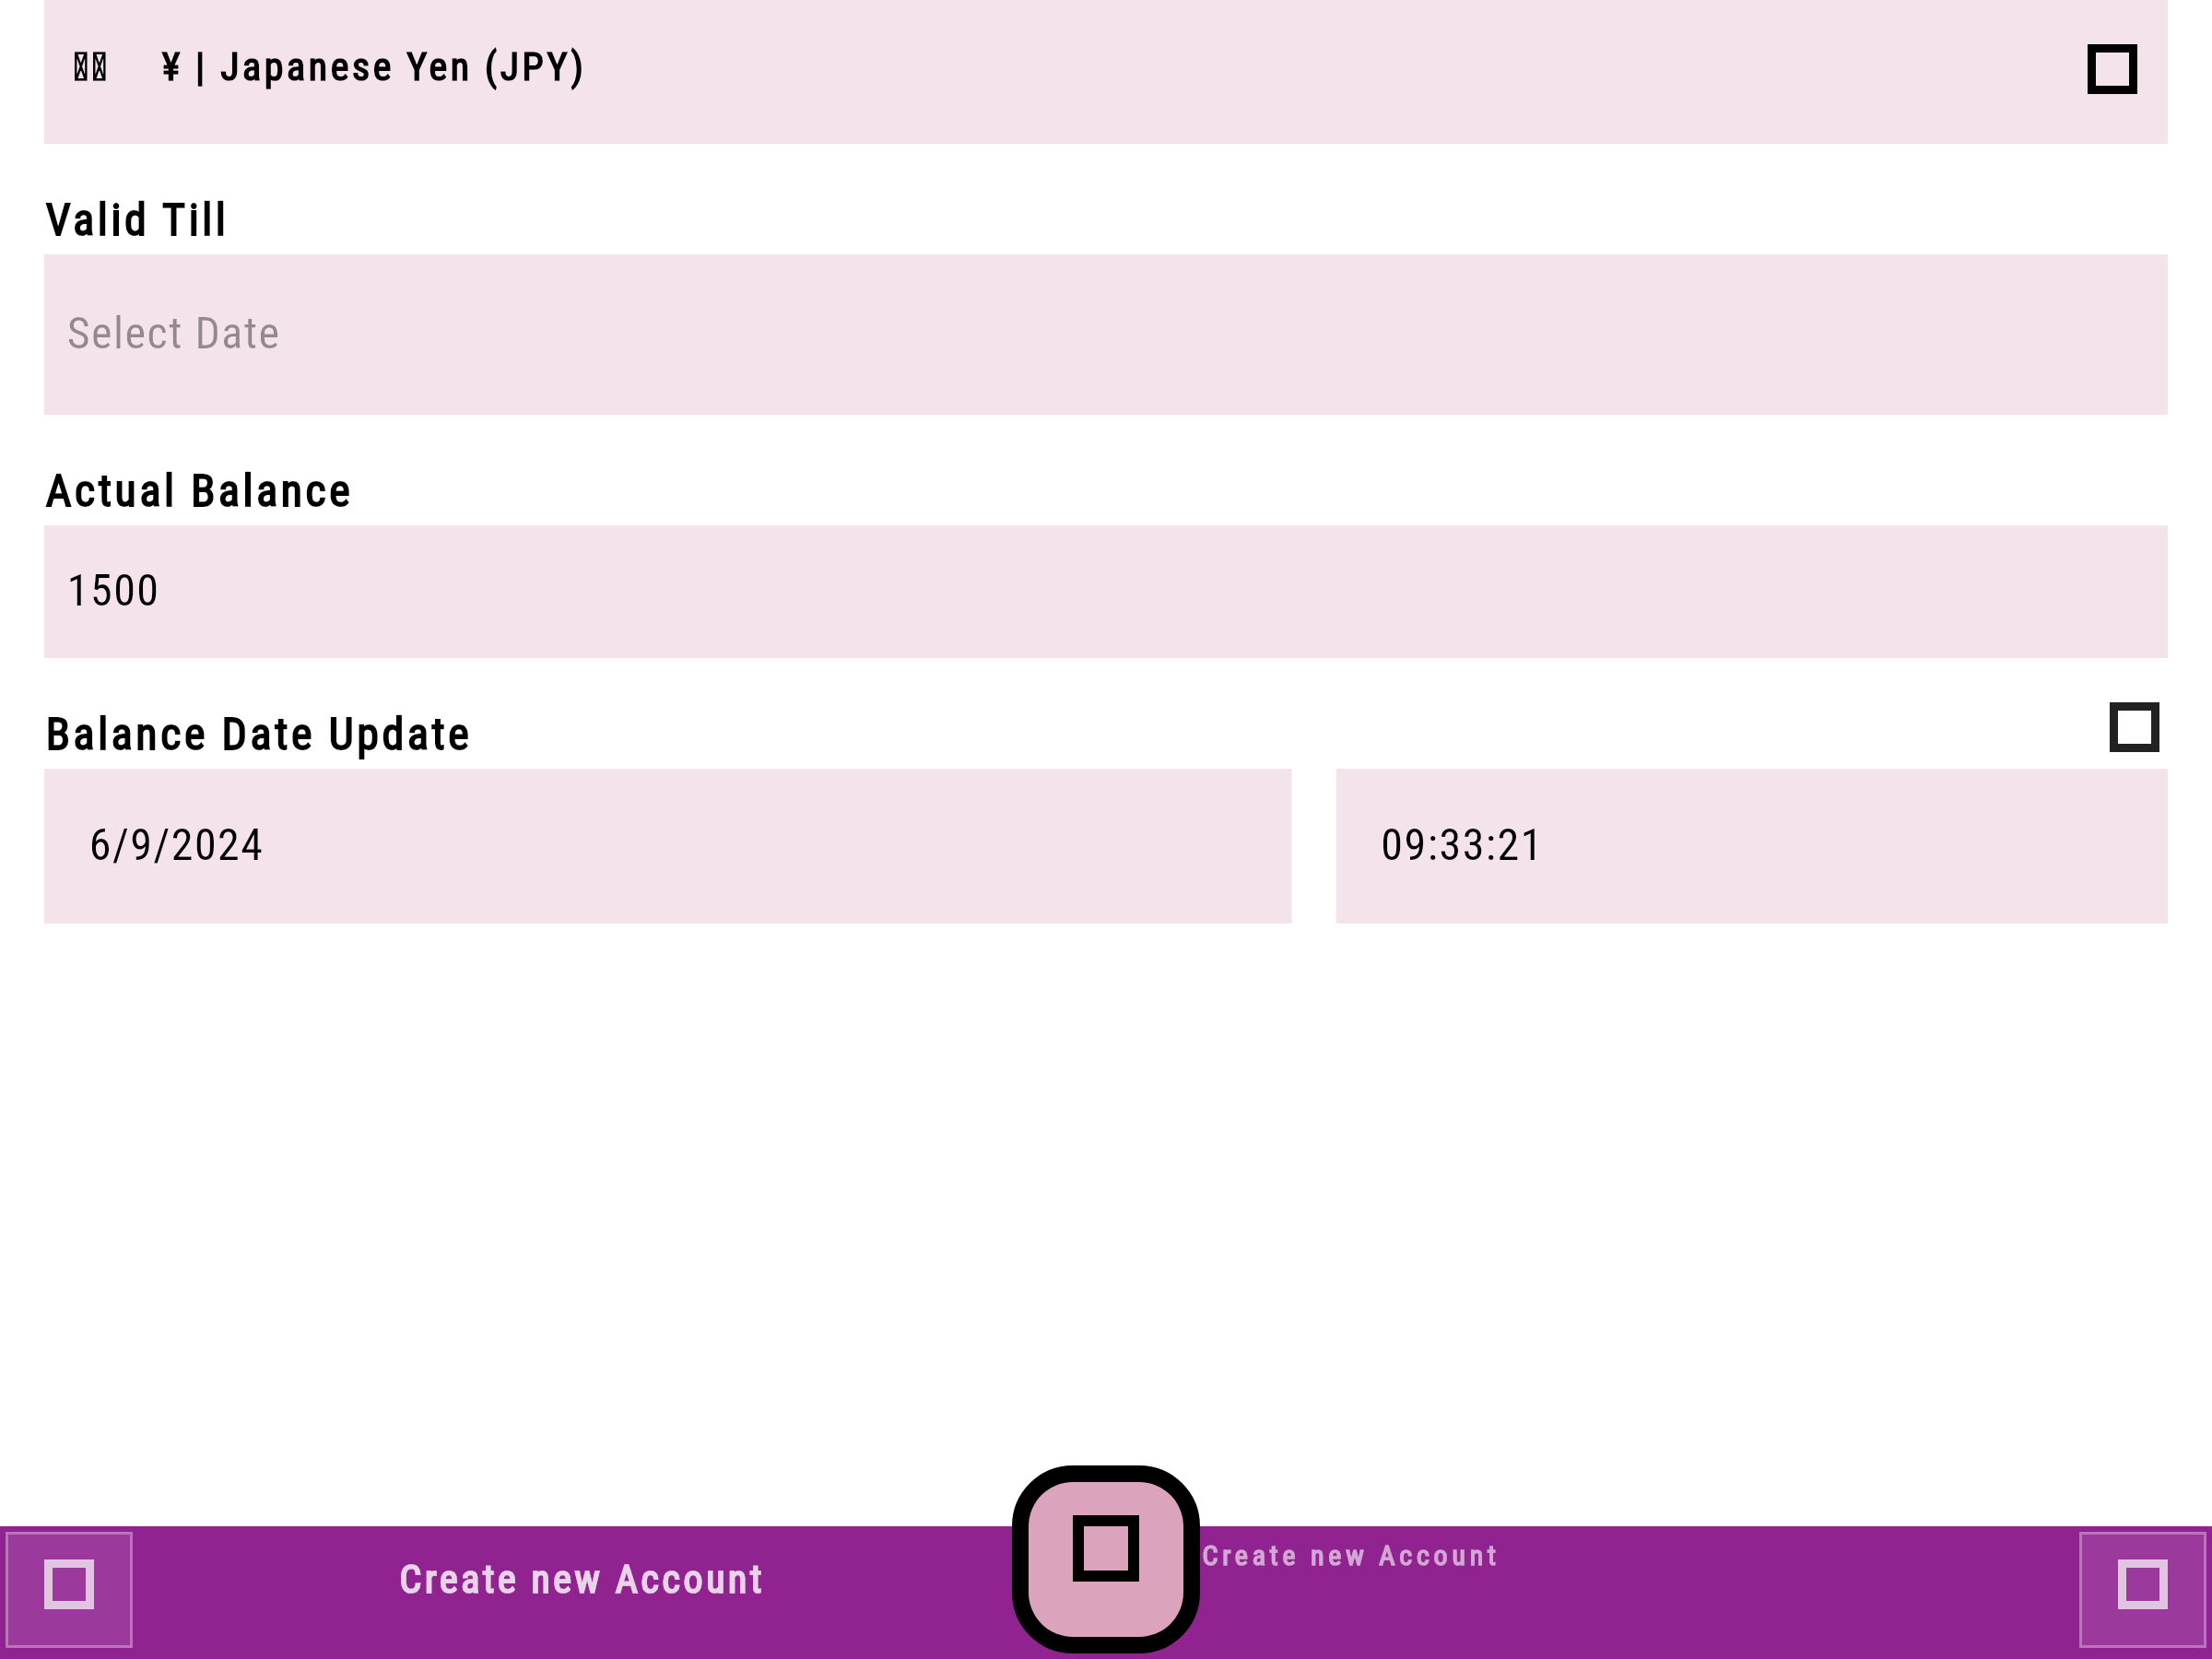 ¥ | Japanese Yen (JPY)
Valid Till
Select Date
Actual Balance
1500
Balance Date Update
6/9/2024
09:33:21
Create new Account
Create new Account